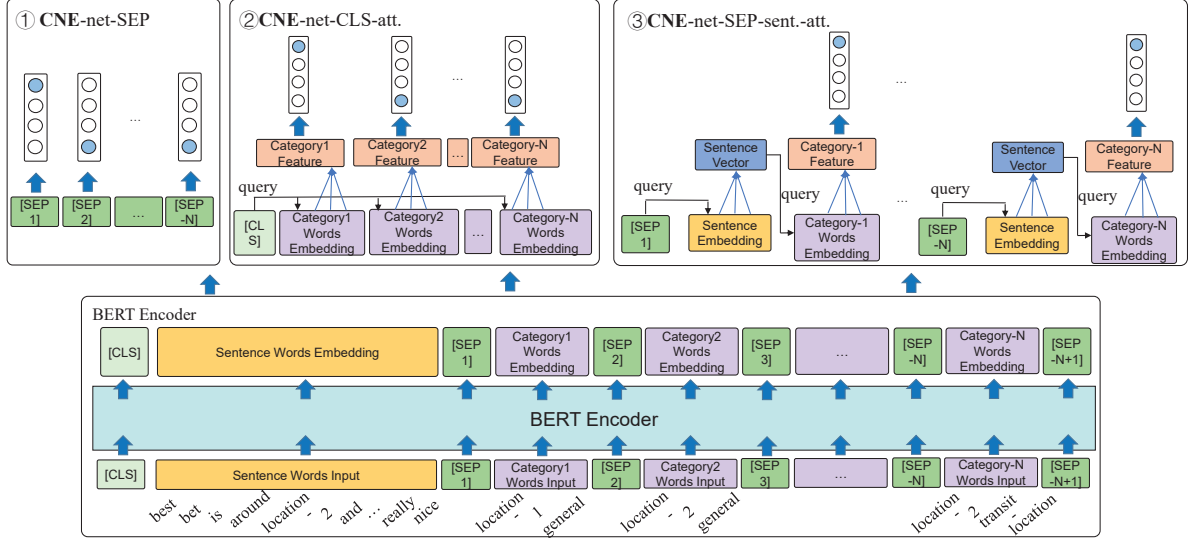 ① CNE-net-SEP
[SEP
1]
[SEP
2]
...
[SEP
-N]
...
②CNE-net-CLS-att.
...
Category1
Feature
Category2
Feature
...
Category-N
Feature
query
[CL
S]
Category1
Words
Embedding
Category2
Words
Embedding
...
Category-N
Words
Embedding
③CNE-net-SEP-sent.-att.
...
Sentence
Vector
Category-1
Feature
query
query
[SEP
1]
Sentence
Embedding
Category-1
Words
Embedding
...
Sentence
Vector
Category-N
Feature
query
query
[SEP
-N]
Sentence
Embedding
Category-N
Words
Embedding
BERT Encoder
[CLS]
Sentence Words Embedding
[SEP
1]
Category1
Words
Embedding
[SEP
2]
Category2
Words
Embedding
[SEP
3]
...
[SEP
-N]
Category-N
Words
Embedding
[SEP
-N+1]
BERT Encoder
[CLS]
Sentence Words Input
[SEP
1]
Category1
Words Input
[SEP
2]
Category2
Words Input
[SEP
3]
...
[SEP
-N]
Category-N
Words Input
[SEP
-N+1]
best
bet
is
around
location
-
2
and
...
really
nice
location
-
1
general
location
-
2
general
location
-
2
transit
-
location